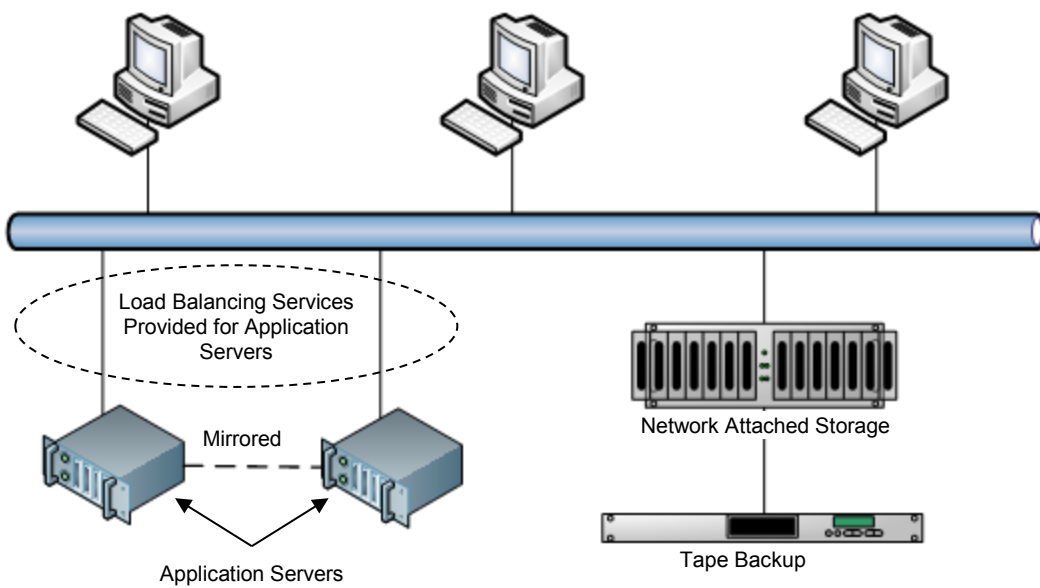 Load Balancing Services
Provided for Application
Servers
Mirrored
Network Attached Storage
Tape Backup
Application Servers